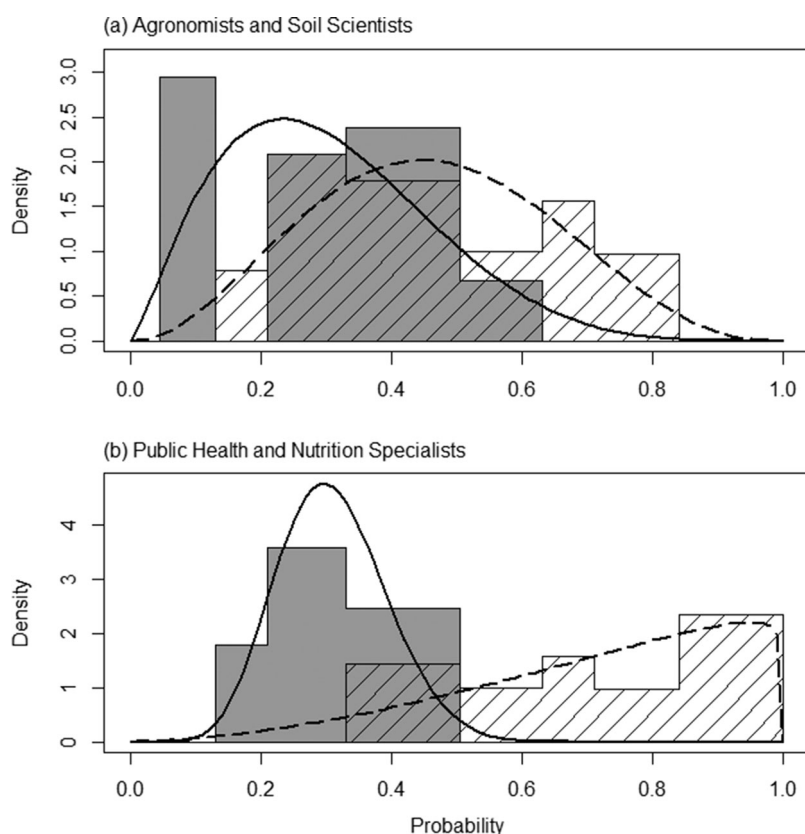 (a) Agronomists and Soil Scientists
Density
3.0
2.5
2.0
1.5
1.0
0.5
0.0
0.0 0.2 0.4 0.6 0.8 1.0
(b) Public Health and Nutrition Specialists
Density
4
3
2
1
0
0.0 0.2 0.4 0.6 0.8 1.0
Probability